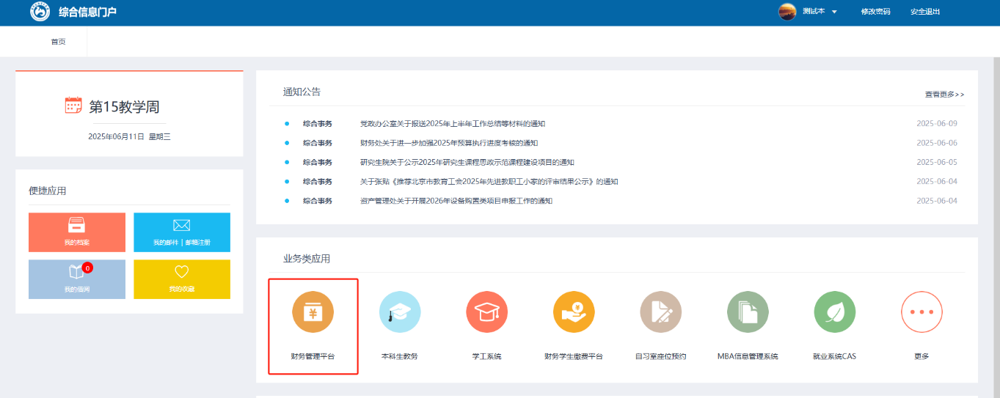 综合信息门户
测试本
修改密码
安全退出
首页
第15教学周
2025年06月11日 星期三
便捷应用
我的档案
我的邮件 | 邮箱注册
0
我的借阅
我的收藏
通知公告
查看更多>>
综合事务 党政办公室关于报送2025年上半年工作总结等材料的通知 2025-06-09
综合事务 财务处关于进一步加强2025年预算执行进度考核的通知 2025-06-06
综合事务 研究生院关于公示2025年研究生课程思政示范课程建设项目的通知 2025-06-05
综合事务 关于张贴《推荐北京市教育工会2025年先进教职工小家的评审结果公示》的通知 2025-06-04
综合事务 资产管理处关于开展2026年设备购置类项目申报工作的通知 2025-06-04
业务类应用
财务管理平台
本科生教务
学工系统
财务学生缴费平台
自习室座位预约
MBA信息管理系统
就业系统CAS
更多